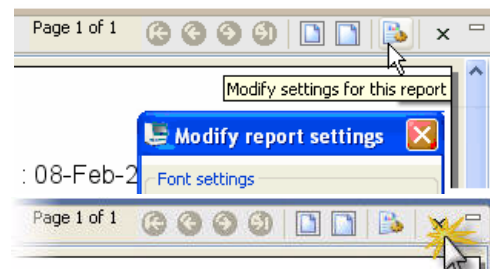 Page 1 of 1
Modify settings for this report
Modify report settings
: 08-Feb-2
Font settings
Page 1 of 1